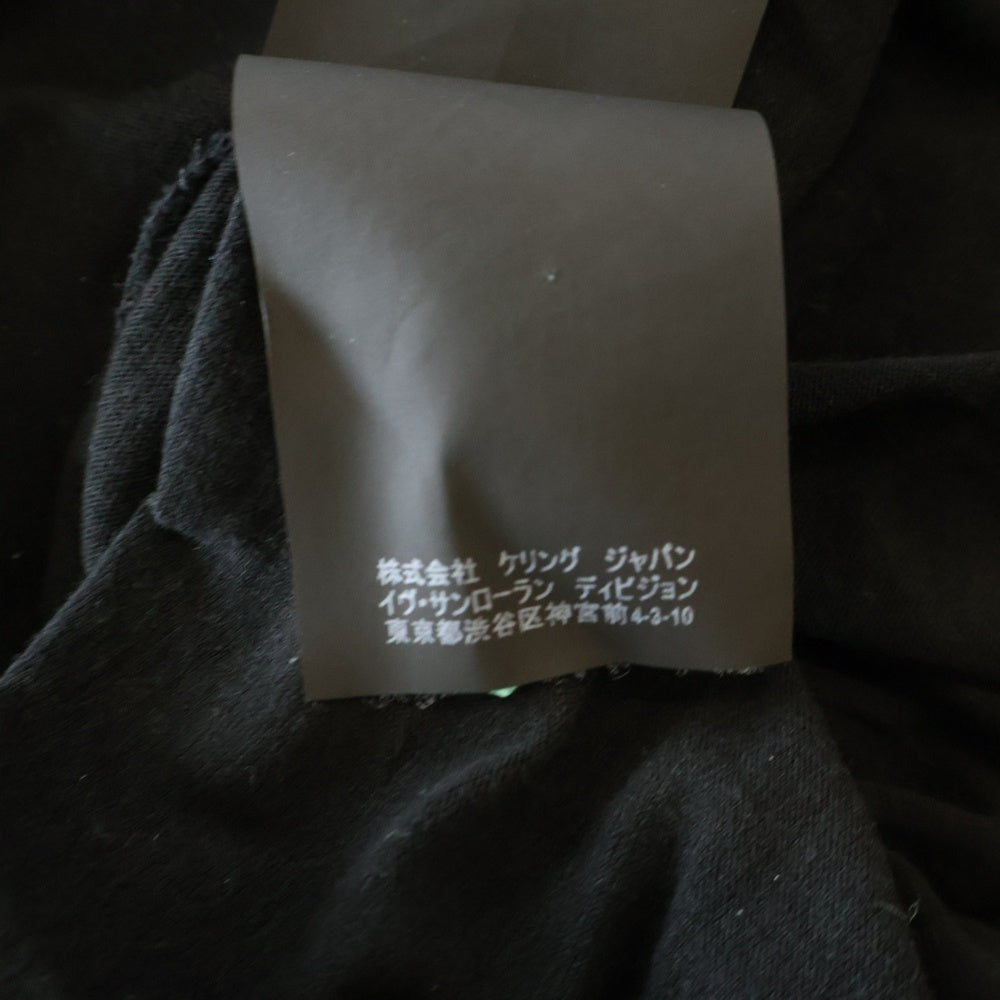 株式会社 ケリング ジャパン
イヴ・サンローラン ディビジョン
東京都渋谷区神宮前4-3-10